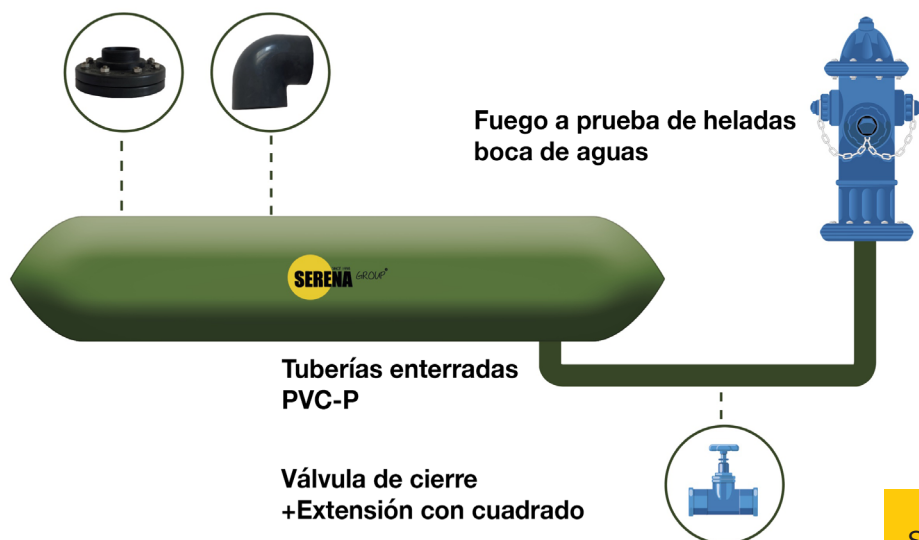 Fuego a prueba de heladas
boca de aguas
SERENA GROUP
Tuberías enterradas
PVC-P
Válvula de cierre
+Extensión con cuadrado